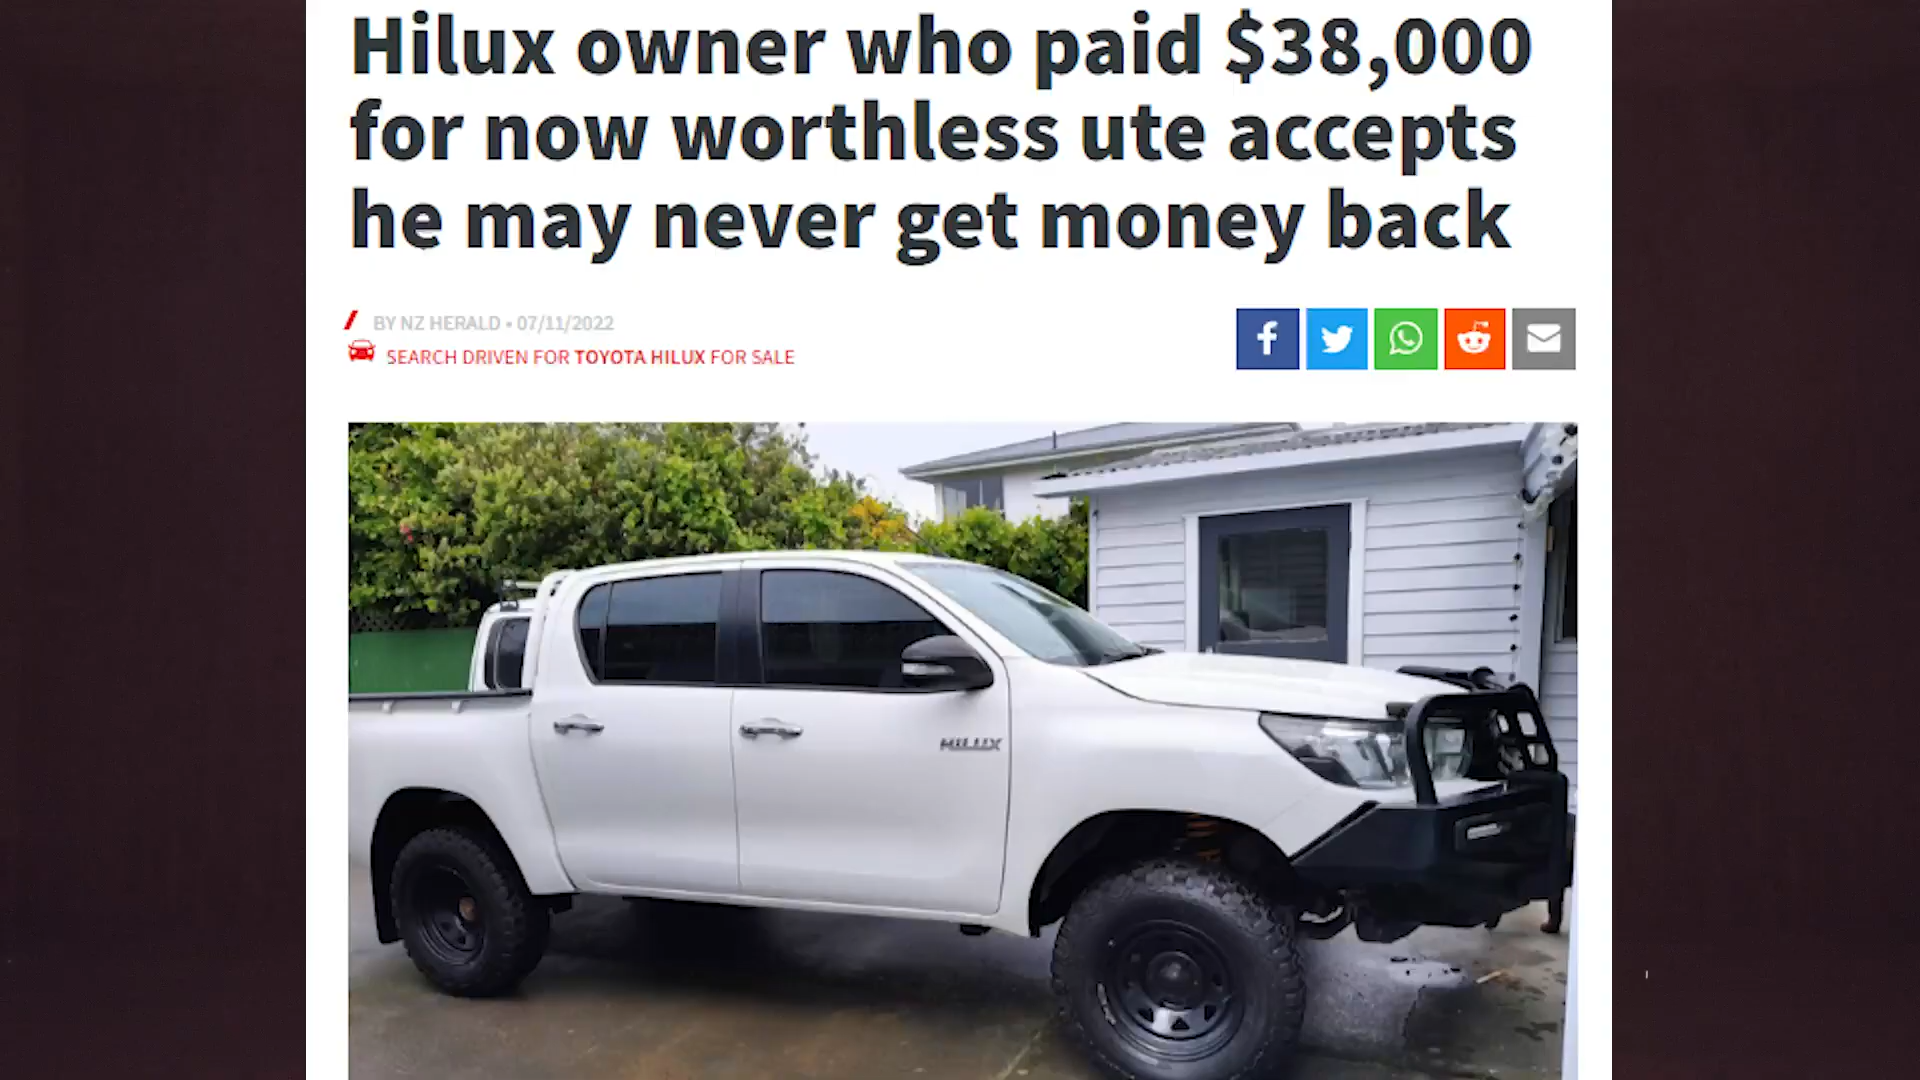 Hilux owner who paid $38,000
for now worthless ute accepts
he may never get money back
BY NZ HERALD • 07/11/2022
SEARCH DRIVEN FOR TOYOTA HILUX FOR SALE
HILUX